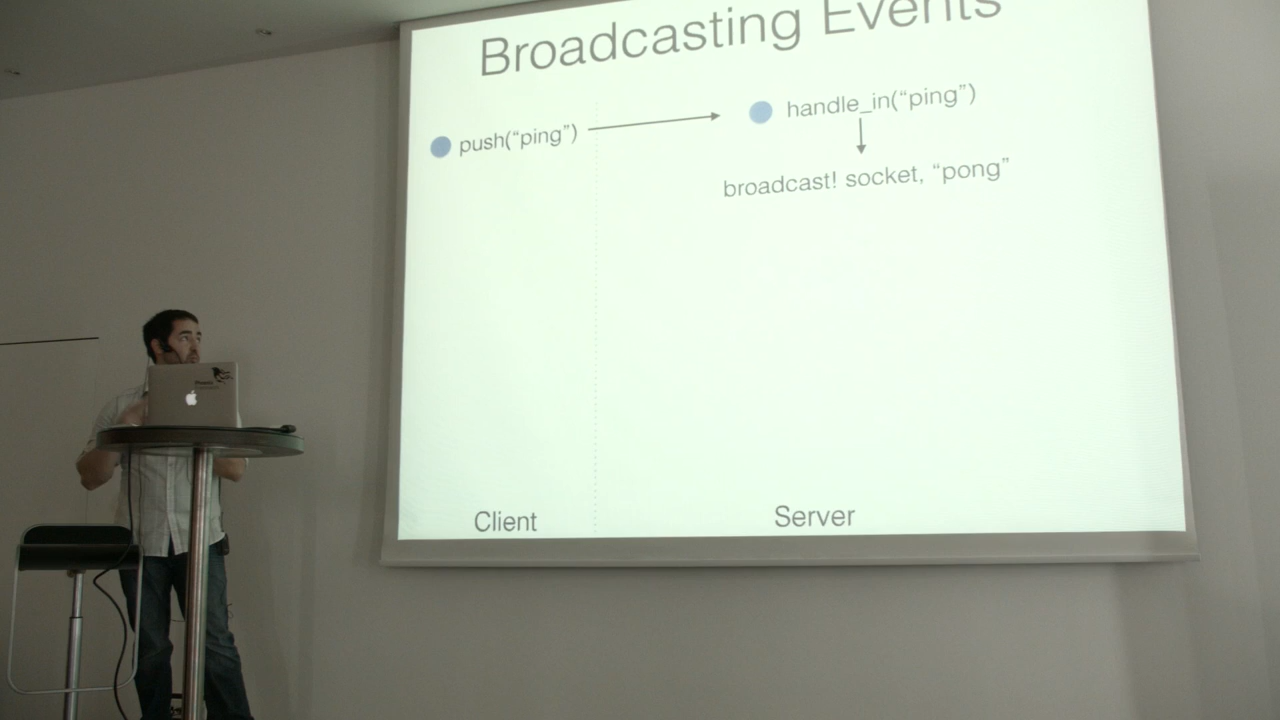 Broadcasting Events
push(“ping”)
handle_in(“ping”)
broadcast! socket, “pong”
Client
Server